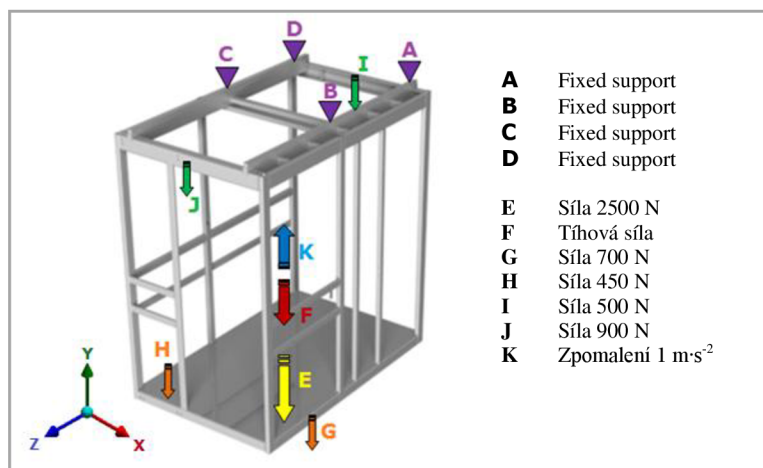 D
C
I
A
B
J
K
F
H
E
G
Y
Z
X
A Fixed support
B Fixed support
C Fixed support
D Fixed support
E Síla 2500 N
F Tíhová síla
G Síla 700 N
H Síla 450 N
I Síla 500 N
J Síla 900 N
K Zpomalení 1 m·s⁻²